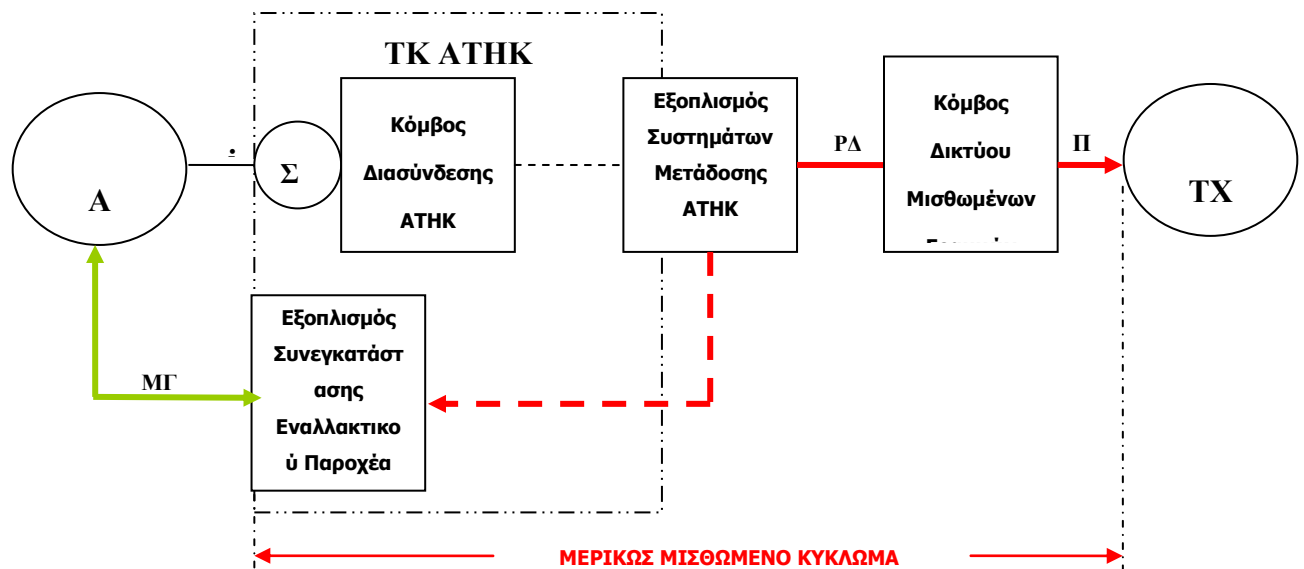 ΤΚ ΑΤΗΚ
Α
Σ
Κόμβος
Διασύνδεσης
ΑΤΗΚ
Εξοπλισμός
Συστημάτων
Μετάδοσης
ΑΤΗΚ
ΡΔ
Κόμβος
Δικτύου
Μισθωμένων
Π
ΤΧ
ΜΓ
Εξοπλισμός
Συνεγκατάστ
ασης
Εναλλακτικο
ύ Παροχέα
ΜΕΡΙΚΩΣ ΜΙΣΘΩΜΕΝΟ ΚΥΚΛΩΜΑ